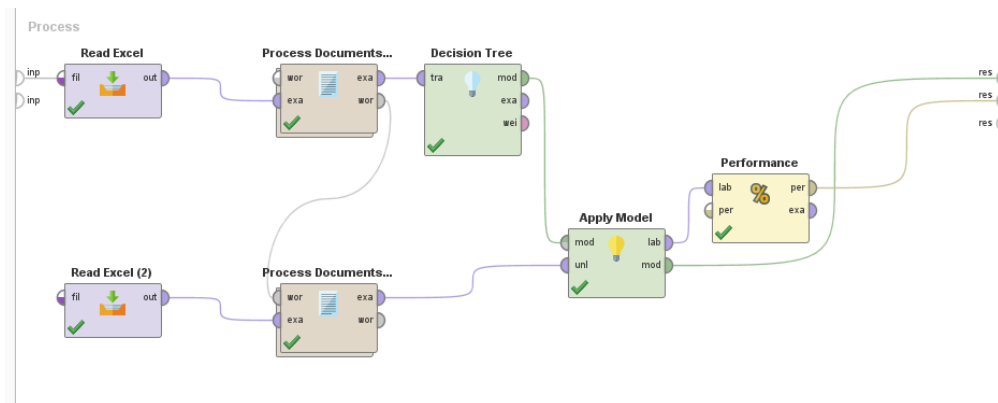 Process
Read Excel
Process Documents...
Decision Tree
inp
fil
out
wor
exa
tra
mod
res
inp
exa
wor
exa
res
wei
res
Performance
lab
per
per
exa
Apply Model
mod
lab
unl
mod
Read Excel (2)
Process Documents...
fil
out
wor
exa
exa
wor